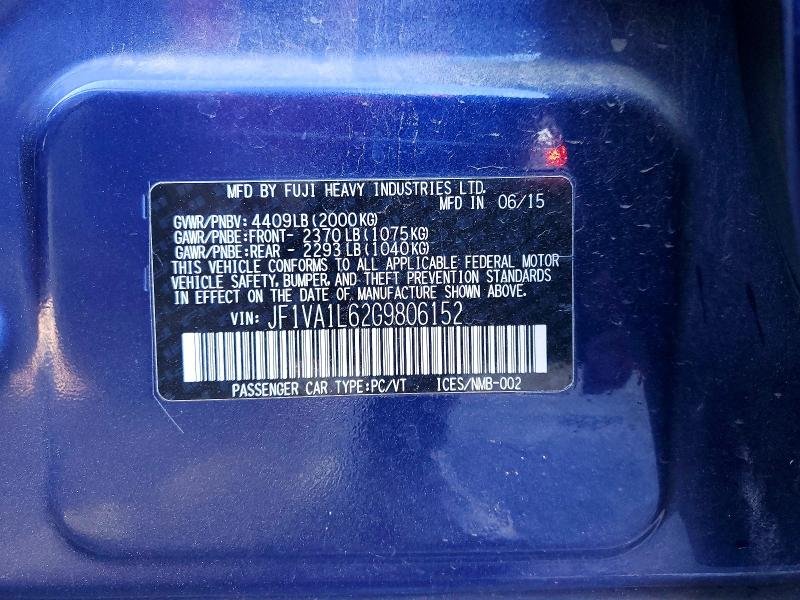 MFD BY FUJI HEAVY INDUSTRIES LTD.
MFD IN 06/15
GVWR/PNBV: 4409LB(2000KG)
GAWR/PNBE:FRONT- 2370LB(1075KG)
GAWR/PNBE:REAR - 2293LB(1040KG)
THIS VEHICLE CONFORMS TO ALL APPLICABLE FEDERAL MOTOR
VEHICLE SAFETY, BUMPER, AND THEFT PREVENTION STANDARDS
IN EFFECT ON THE DATE OF MANUFACTURE SHOWN ABOVE.
VIN: JF1VA1L62G9806152
PASSENGER CAR TYPE:PC/VT ICES/NMB-002